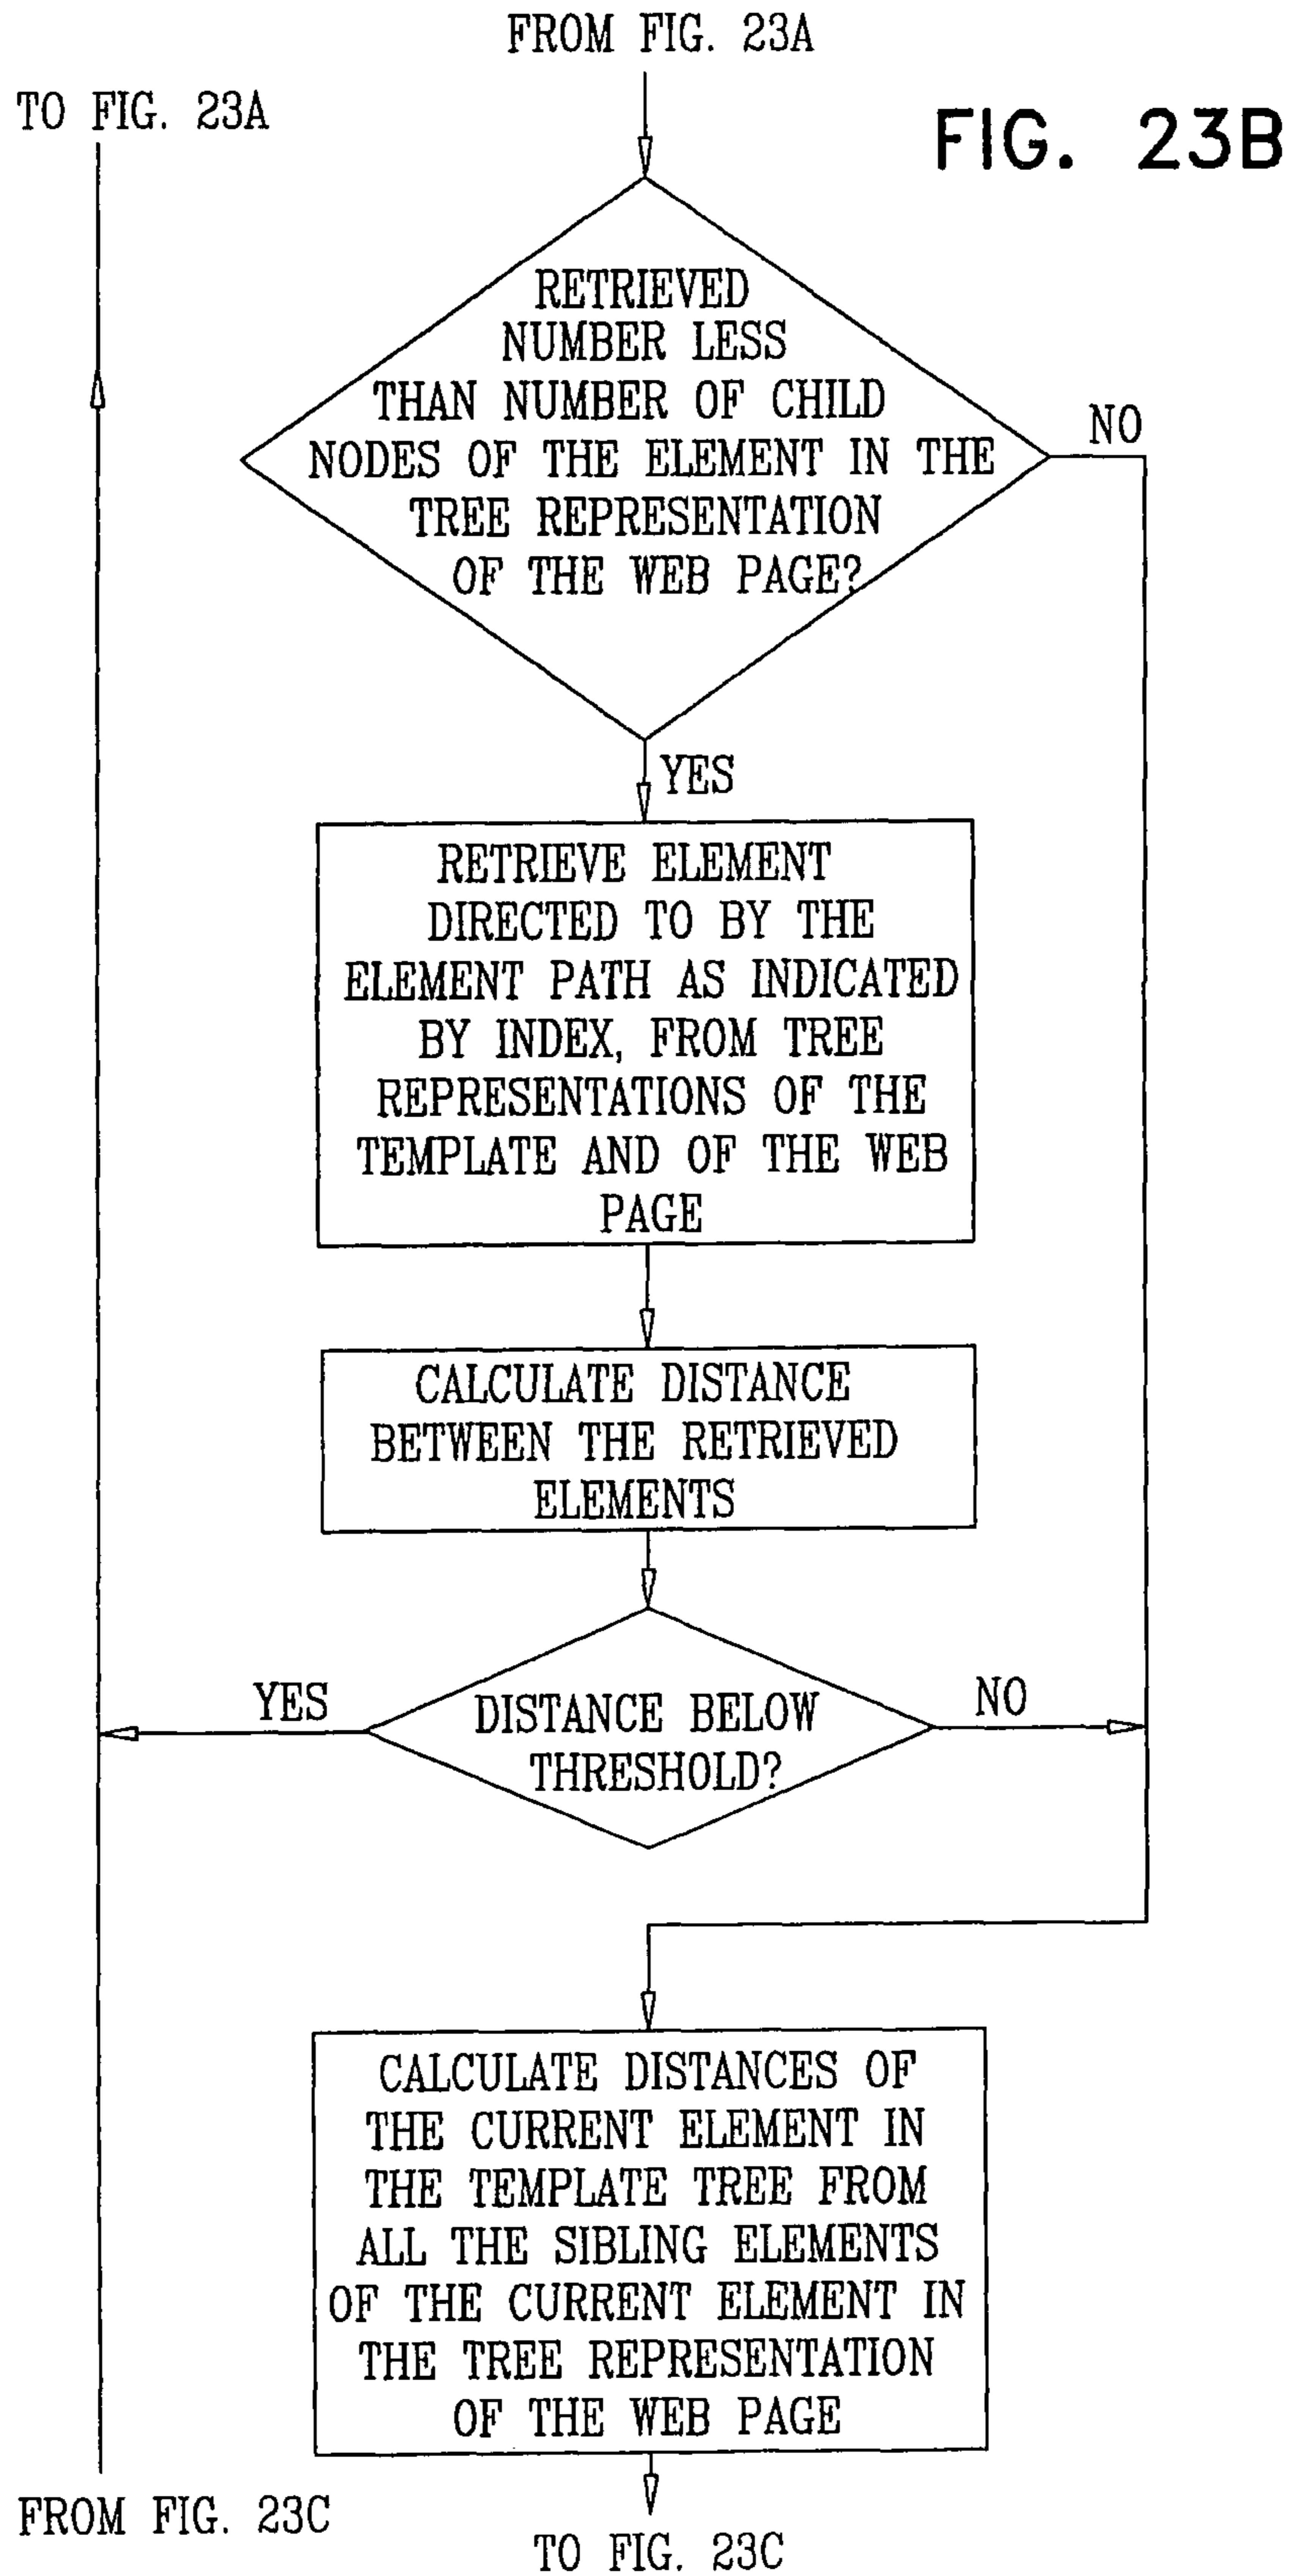 FROM FIG. 23A
TO FIG. 23A
FIG. 23B
RETRIEVED
NUMBER LESS
THAN NUMBER OF CHILD
NODES OF THE ELEMENT IN THE
TREE REPRESENTATION
OF THE WEB PAGE?
NO
YES
RETRIEVE ELEMENT
DIRECTED TO BY THE
ELEMENT PATH AS INDICATED
BY INDEX, FROM TREE
REPRESENTATIONS OF THE
TEMPLATE AND OF THE WEB
PAGE
CALCULATE DISTANCE
BETWEEN THE RETRIEVED
ELEMENTS
YES
DISTANCE BELOW
THRESHOLD?
NO
CALCULATE DISTANCES OF
THE CURRENT ELEMENT IN
THE TEMPLATE TREE FROM
ALL THE SIBLING ELEMENTS
OF THE CURRENT ELEMENT IN
THE TREE REPRESENTATION
OF THE WEB PAGE
FROM FIG. 23C
TO FIG. 23C